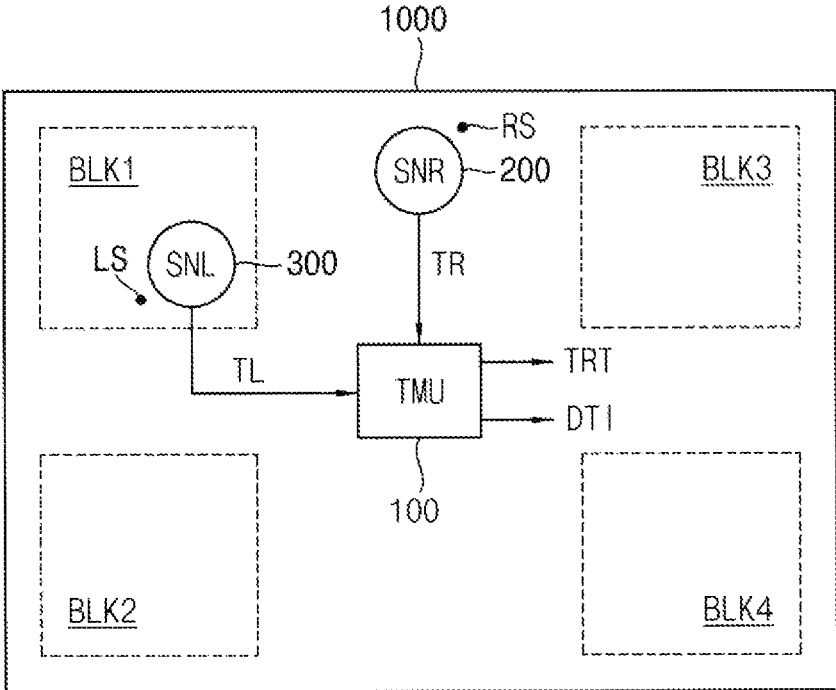 1000
BLK1
SNR
200
RS
BLK3
LS
SNL
300
TR
TL
TMU
TRT
DTI
100
BLK2
BLK4